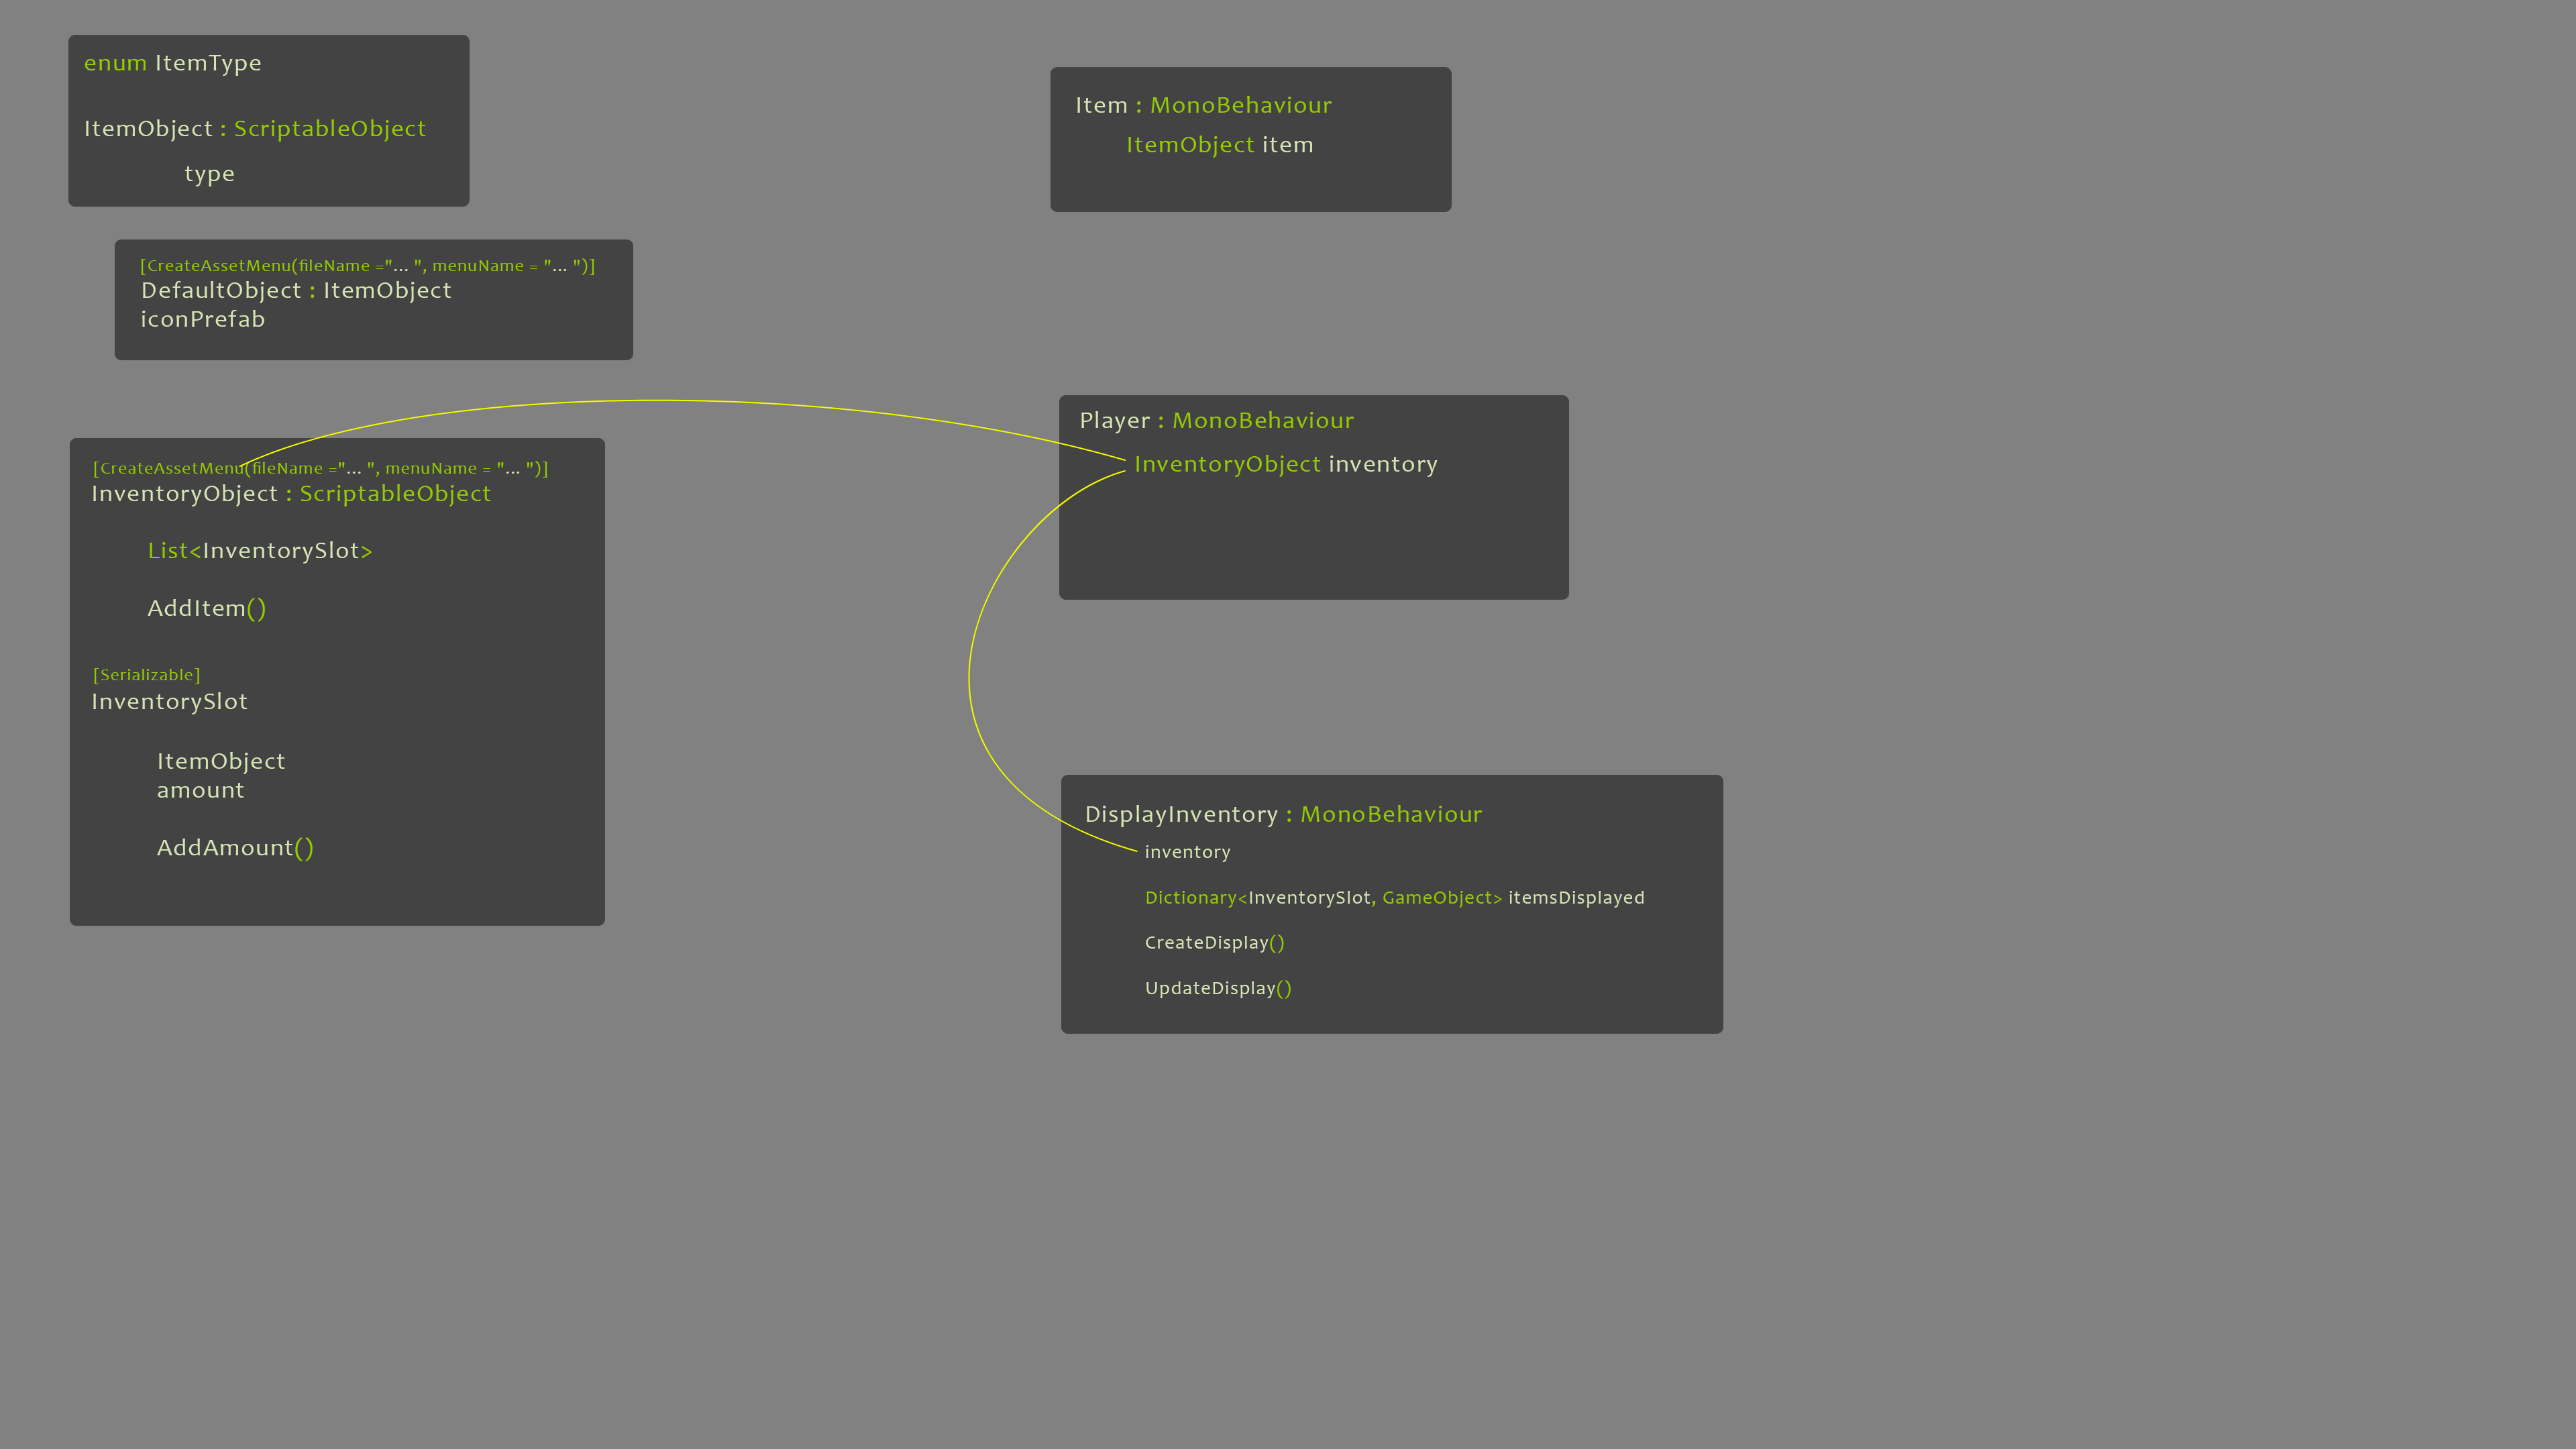 enum ItemType
ItemObject : ScriptableObject
type
[CreateAssetMenu(fileName ="... ", menuName = "... ")]
DefaultObject : ItemObject
iconPrefab
[CreateAssetMenu(fileName ="... ", menuName = "... ")]
InventoryObject : ScriptableObject
List<InventorySlot>
AddItem()
[Serializable]
InventorySlot
ItemObject
amount
AddAmount()
Item : MonoBehaviour
ItemObject item
Player : MonoBehaviour
InventoryObject inventory
DisplayInventory : MonoBehaviour
inventory
Dictionary<InventorySlot, GameObject> itemsDisplayed
CreateDisplay()
UpdateDisplay()